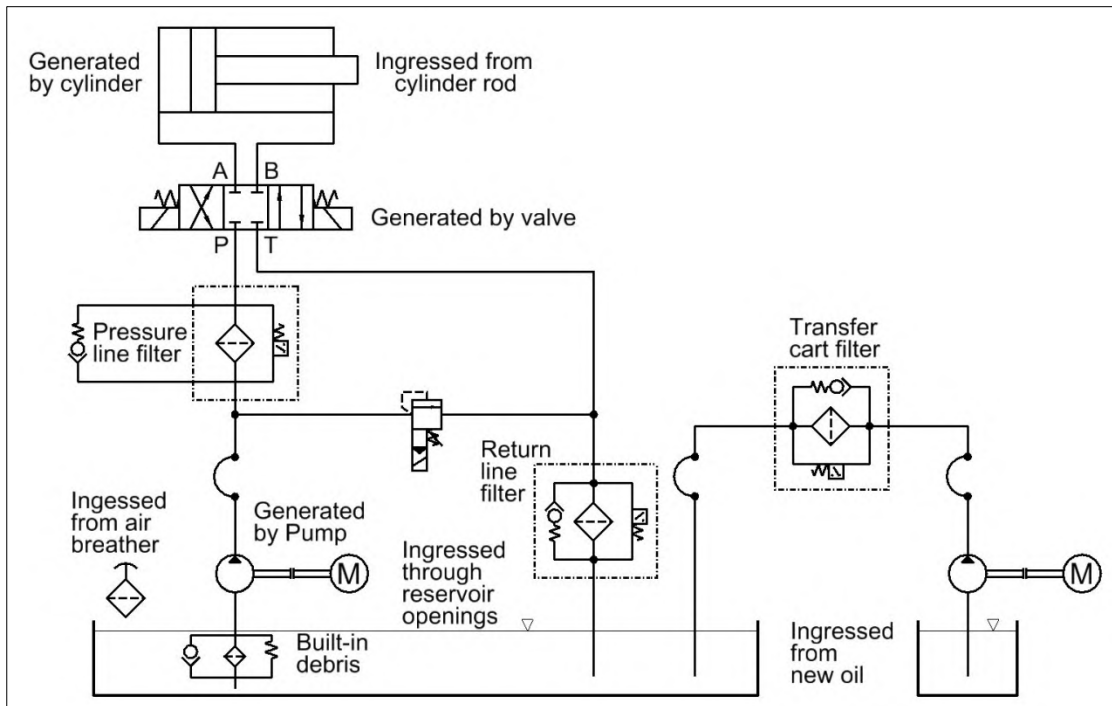 Generated
by cylinder
Ingressed from
cylinder rod
A B
Generated by valve
P T
Pressure
line filter
Transfer
cart filter
Return
line
filter
Ingessed
from air
breather
Generated
by Pump
M
Ingressed
through
reservoir
openings
M
Built-in
debris
Ingressed
from
new oil